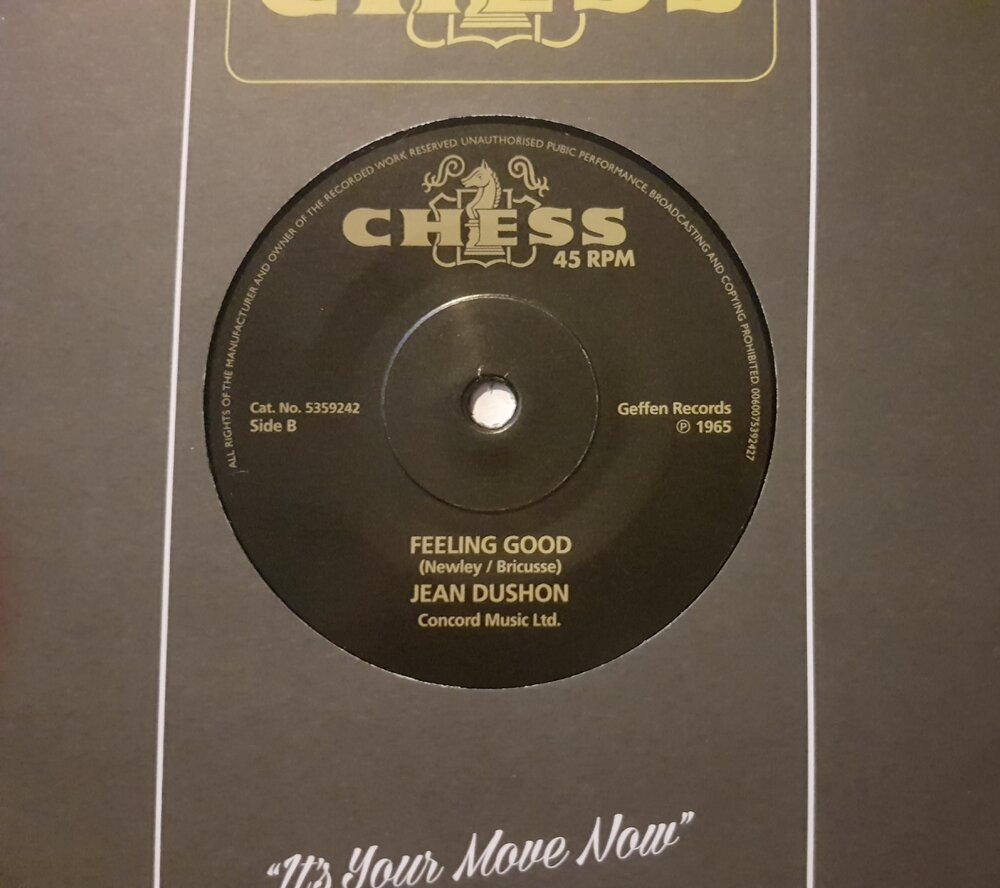 CHESS
ALL RIGHTS OF THE MANUFACTURER AND OWNER OF THE RECORDED WORK RESERVED UNAUTHORISED PUBIC PERFORMANCE, BROADCASTING AND COPYING PROHIBITED. 0060075392427
CHESS
45 RPM
Cat. No. 5359242
Side B
Geffen Records
℗ 1965
FEELING GOOD
(Newley / Bricusse)
JEAN DUSHON
Concord Music Ltd.
“It's Your Move Now”